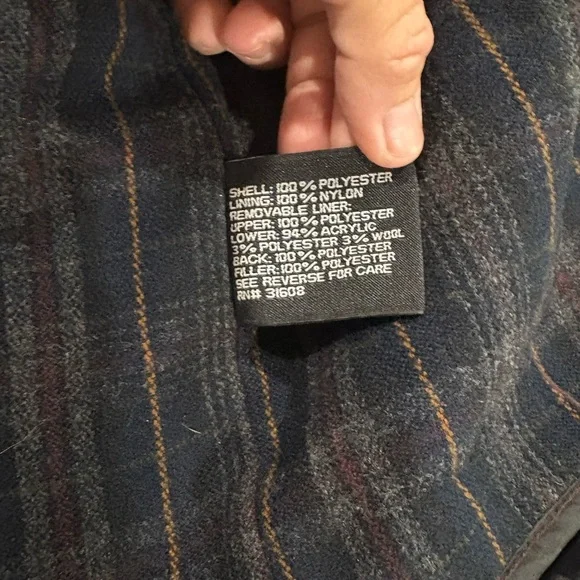 SHELL: 100% POLYESTER
LINING: 100% NYLON
REMOVABLE LINER:
UPPER: 100% POLYESTER
LOWER: 94% ACRYLIC
3% POLYESTER 3% WOOL
BACK: 100% POLYESTER
FILLER: 100% POLYESTER
SEE REVERSE FOR CARE
RN# 31608